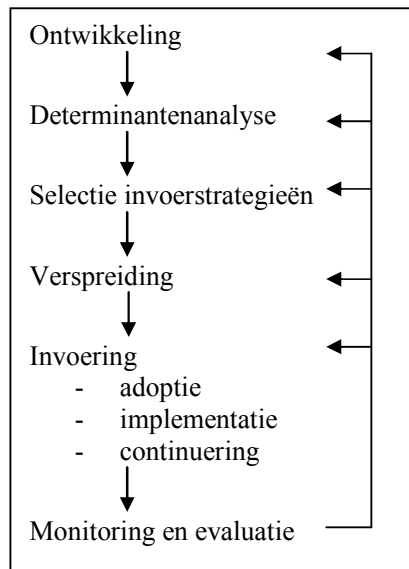 Ontwikkeling
Determinantenanalyse
Selectie invoerstrategieën
Verspreiding
Invoering
- adoptie
- implementatie
- continuering
Monitoring en evaluatie